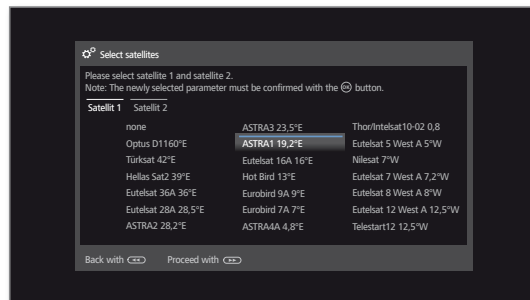 Select satellites
Please select satellite 1 and satellite 2.
Note: The newly selected parameter must be confirmed with the OK button.
Satellit 1 Satellit 2
none ASTRA3 23,5°E Thor/Intelsat10-02 0,8
Optus D1160°E ASTRA1 19,2°E Eutelsat 5 West A 5°W
Türksat 42°E Eutelsat 16A 16°E Nilesat 7°W
Hellas Sat2 39°E Hot Bird 13°E Eutelsat 7 West A 7,2°W
Eutelsat 36A 36°E Eurobird 9A 9°E Eutelsat 8 West A 8°W
Eutelsat 28A 28,5°E Eurobird 7A 7°E Eutelsat 12 West A 12,5°W
ASTRA2 28,2°E ASTRA4A 4,8°E Telestart12 12,5°W
Back with Proceed with